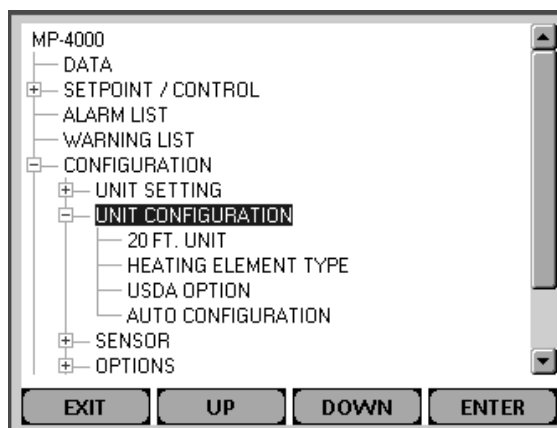 MP-4000
DATA
SETPOINT / CONTROL
ALARM LIST
WARNING LIST
CONFIGURATION
UNIT SETTING
UNIT CONFIGURATION
20 FT. UNIT
HEATING ELEMENT TYPE
USDA OPTION
AUTO CONFIGURATION
SENSOR
OPTIONS
EXIT UP DOWN ENTER